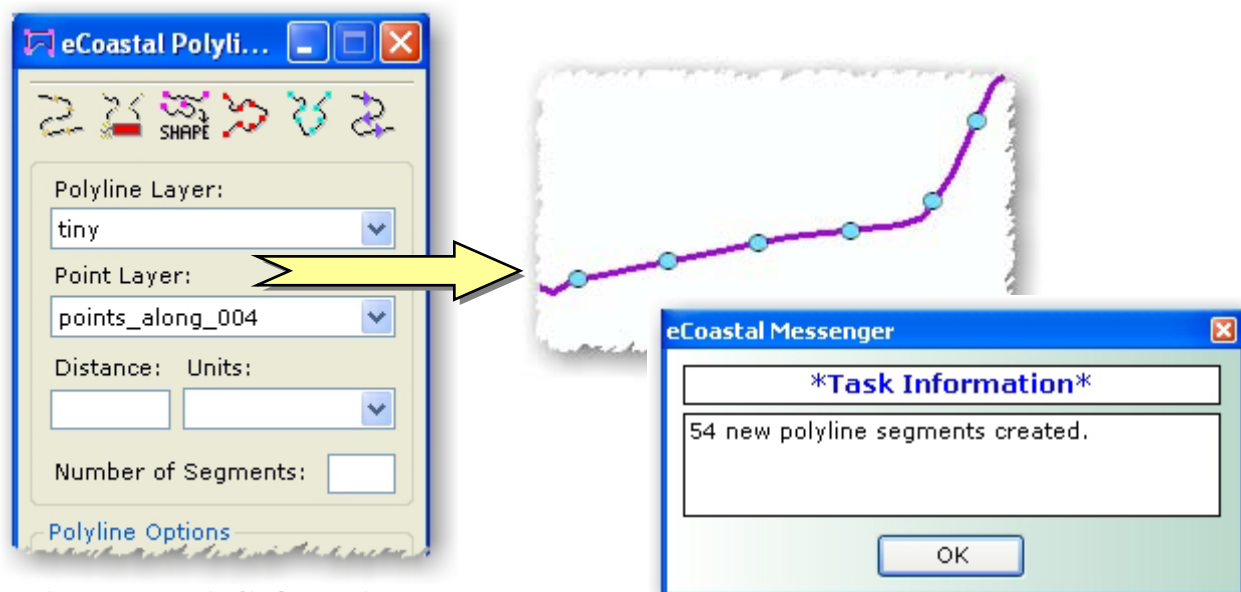 eCoastal Polyli...
SHAPE
Polyline Layer:
tiny
Point Layer:
points_along_004
Distance: Units:
Number of Segments:
Polyline Options
eCoastal Messenger
*Task Information*
54 new polyline segments created.
OK